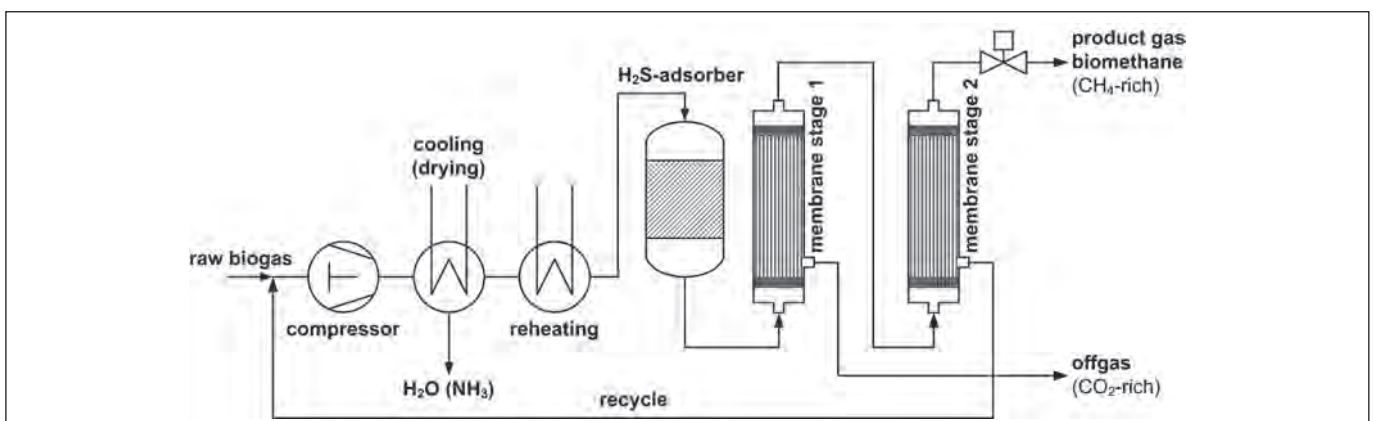 product gas
biomethane
(CH₄-rich)
H₂S-adsorber
membrane stage 1
membrane stage 2
cooling
(drying)
raw biogas
compressor
reheating
H₂O (NH₃)
recycle
offgas
(CO₂-rich)